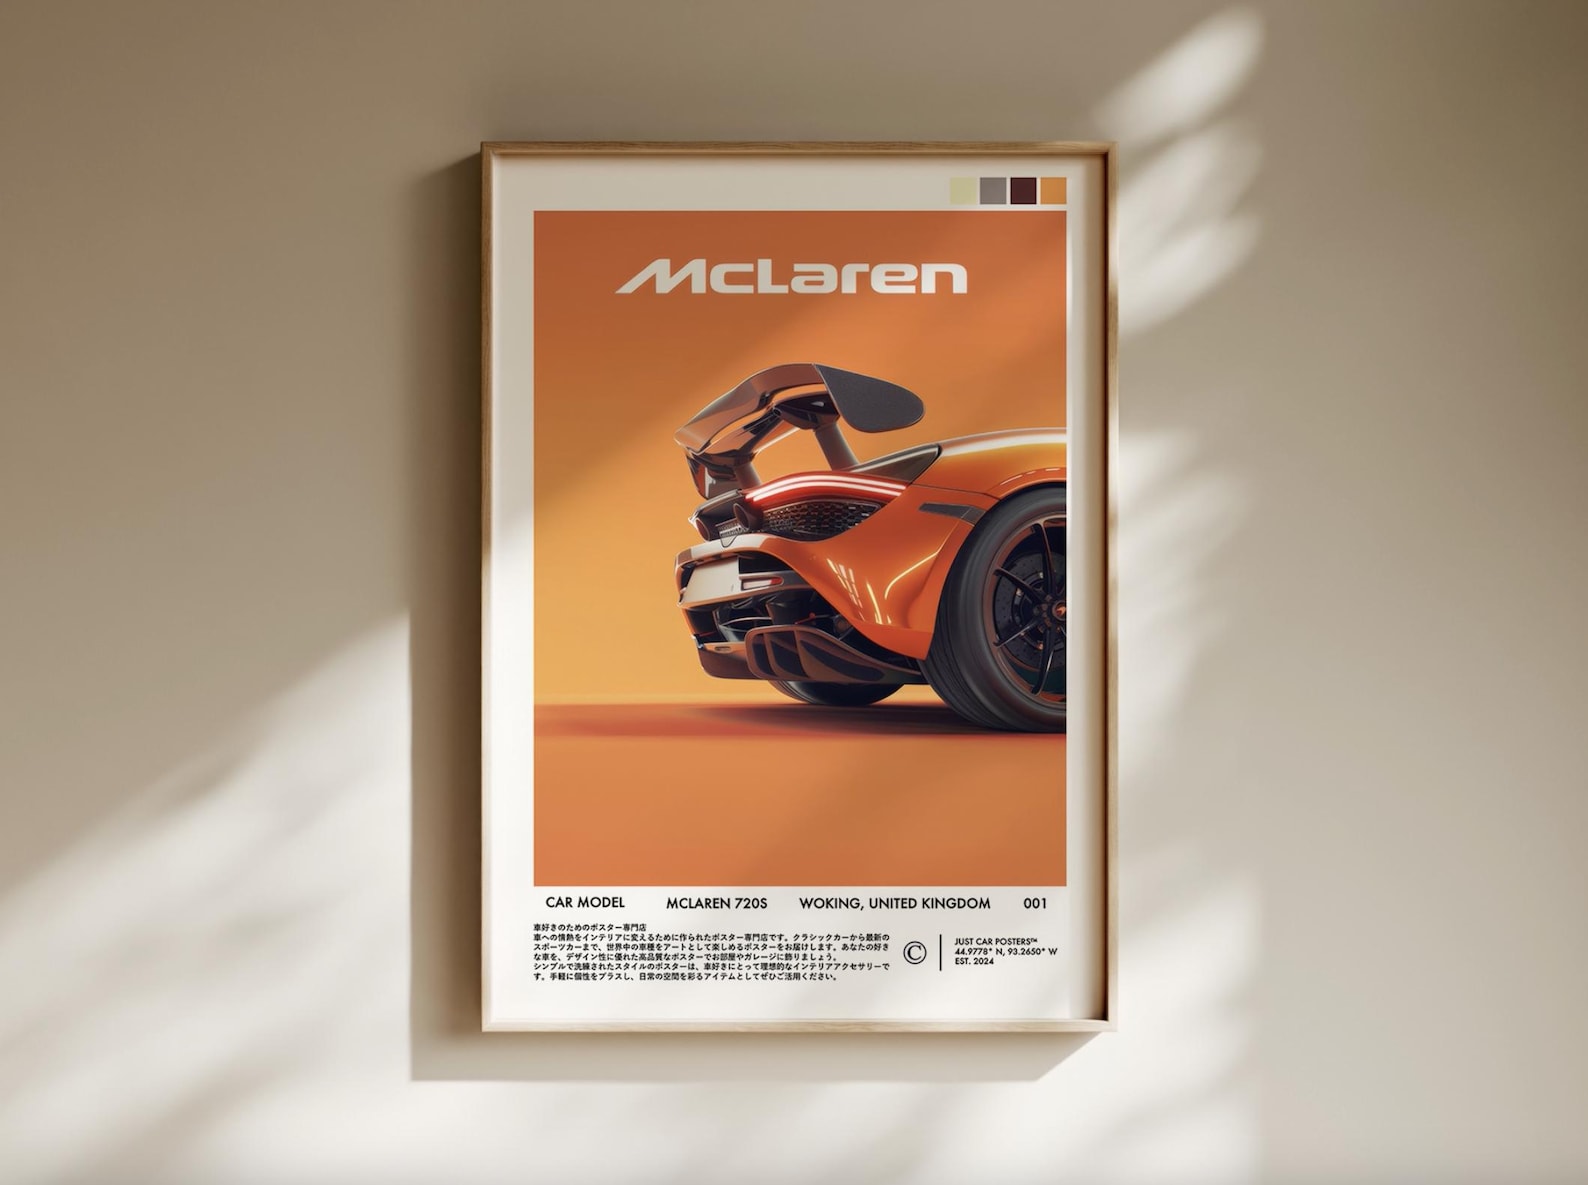 McLaren
CAR MODEL MCLAREN 720S WOKING, UNITED KINGDOM 001
車好きのためのポスター専門店
車への情熱をインテリアに変えるために作られたポスター専門店です。クラシックカーから最新の
スポーツカーまで、世界中の車種をアートとして楽しめるポスターをお届けします。あなたの好き
な車を、デザイン性に優れた高品質なポスターでお部屋やガレージに飾りましょう。
シンプルで洗練されたスタイルのポスターは、車好きにとって理想的なインテリアアクセサリーで
す。手軽に個性をプラスし、日常の空間を彩るアイテムとしてぜひご活用ください。
©
JUST CAR POSTERS™
44.9778° N, 93.2650° W
EST. 2024